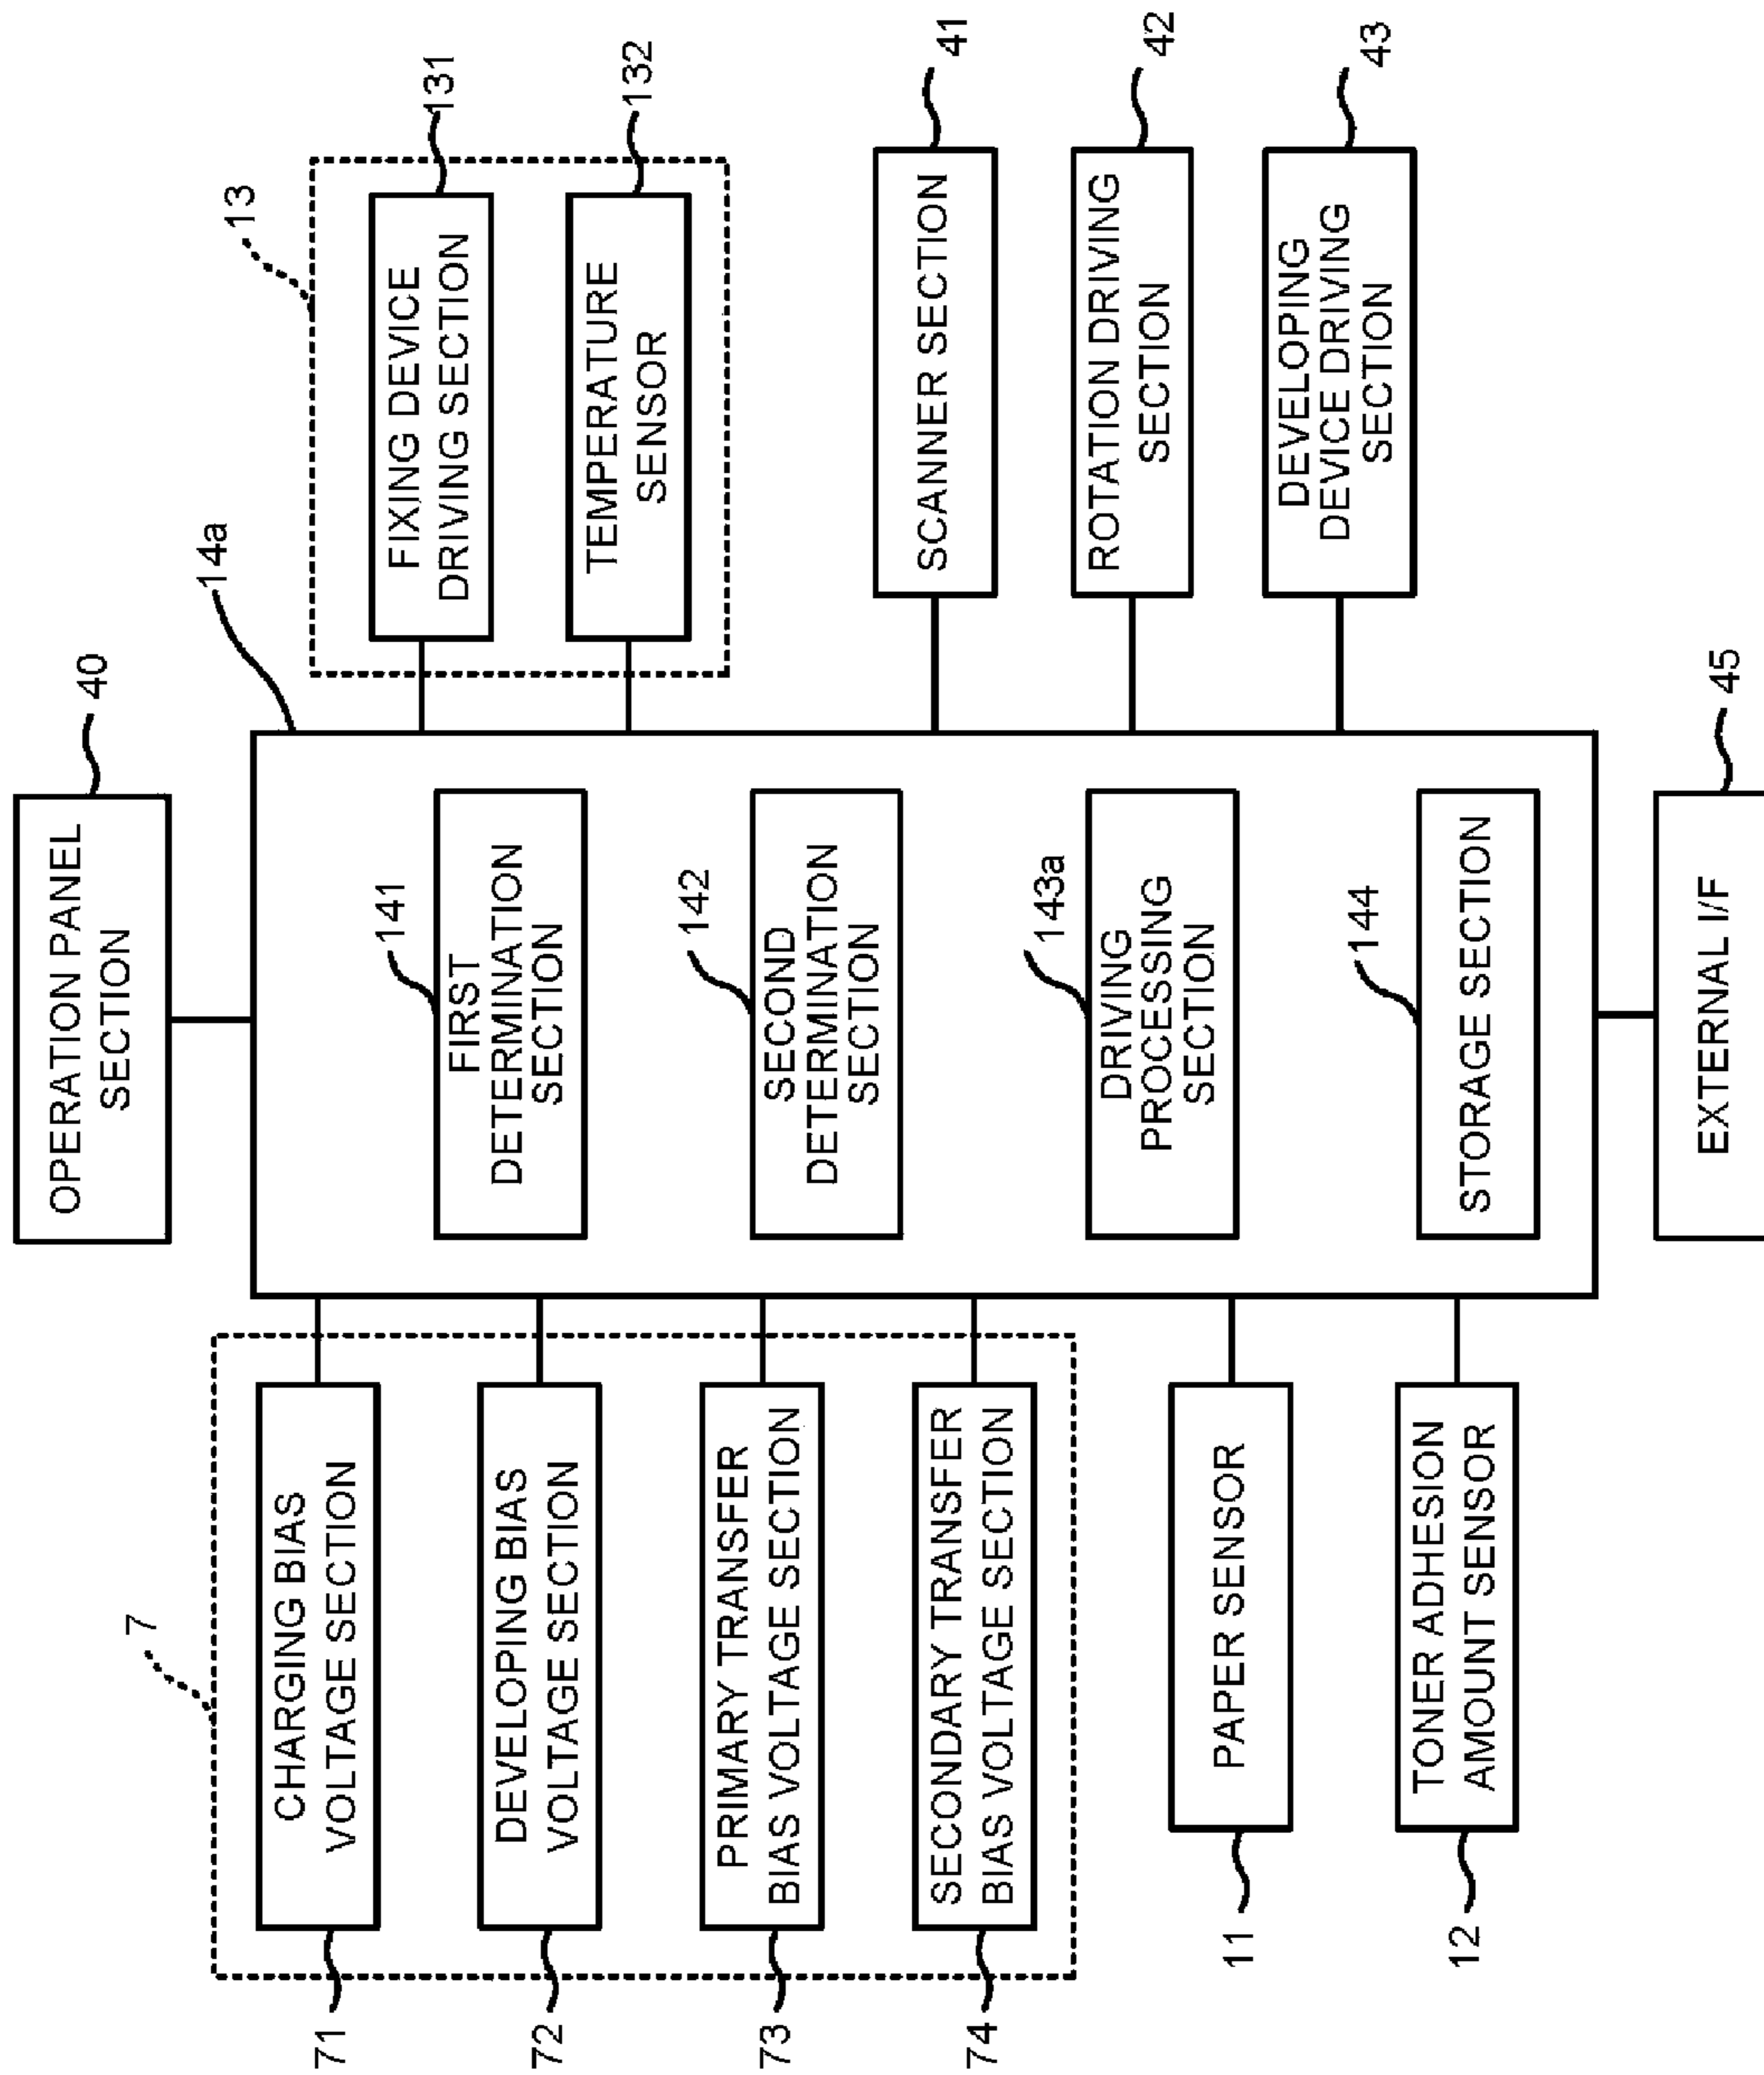 40
OPERATION PANEL
SECTION
14a
7
71
CHARGING BIAS
VOLTAGE SECTION
72
DEVELOPING BIAS
VOLTAGE SECTION
73
PRIMARY TRANSFER
BIAS VOLTAGE SECTION
74
SECONDARY TRANSFER
BIAS VOLTAGE SECTION
11
PAPER SENSOR
12
TONER ADHESION
AMOUNT SENSOR
141
FIRST
DETERMINATION
SECTION
142
SECOND
DETERMINATION
SECTION
143a
DRIVING
PROCESSING
SECTION
144
STORAGE SECTION
13
FIXING DEVICE
DRIVING SECTION
131
TEMPERATURE
SENSOR
132
SCANNER SECTION
41
ROTATION DRIVING
SECTION
42
DEVELOPING
DEVICE DRIVING
SECTION
43
EXTERNAL I/F
45